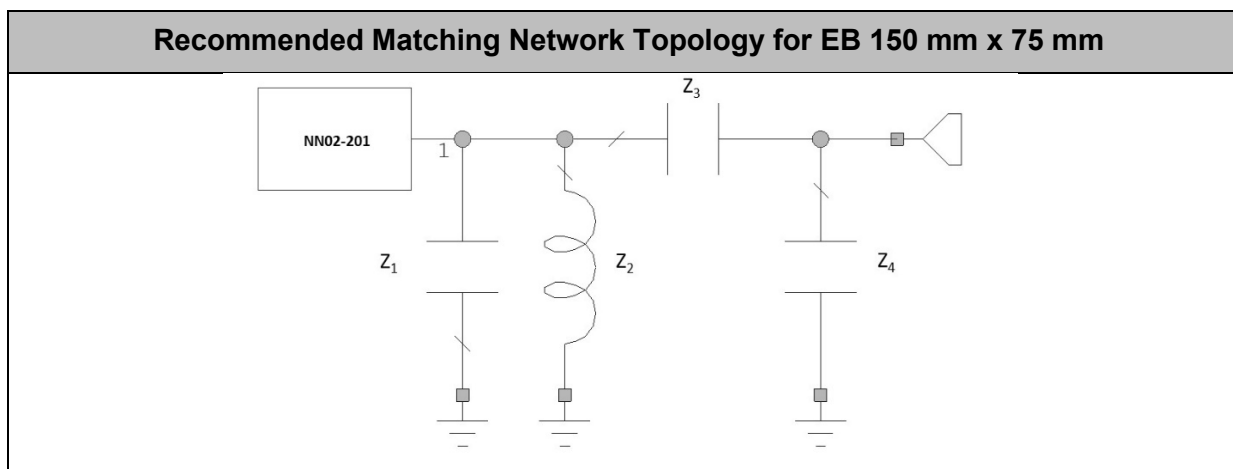 Recommended Matching Network Topology for EB 150 mm x 75 mm
Z₃
NN02-201
1
Z₁
Z₂
Z₄